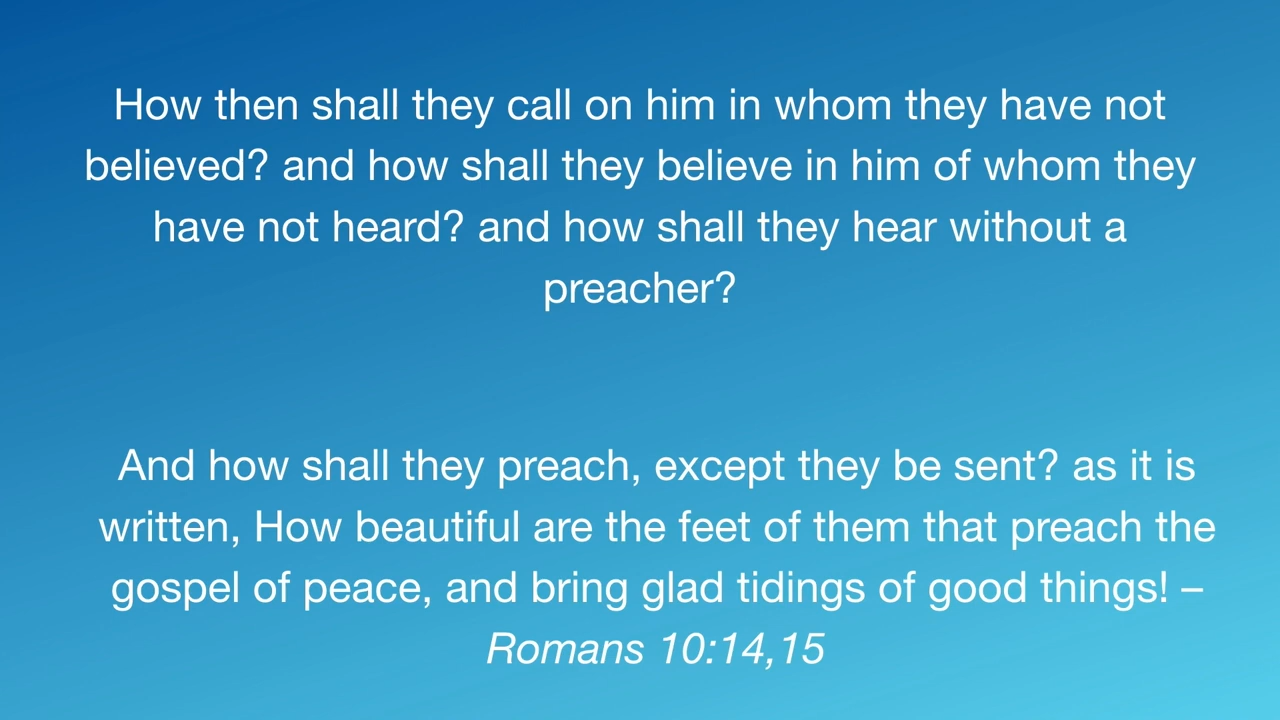 How then shall they call on him in whom they have not
believed? and how shall they believe in him of whom they
have not heard? and how shall they hear without a
preacher?
And how shall they preach, except they be sent? as it is
written, How beautiful are the feet of them that preach the
gospel of peace, and bring glad tidings of good things! –
Romans 10:14,15